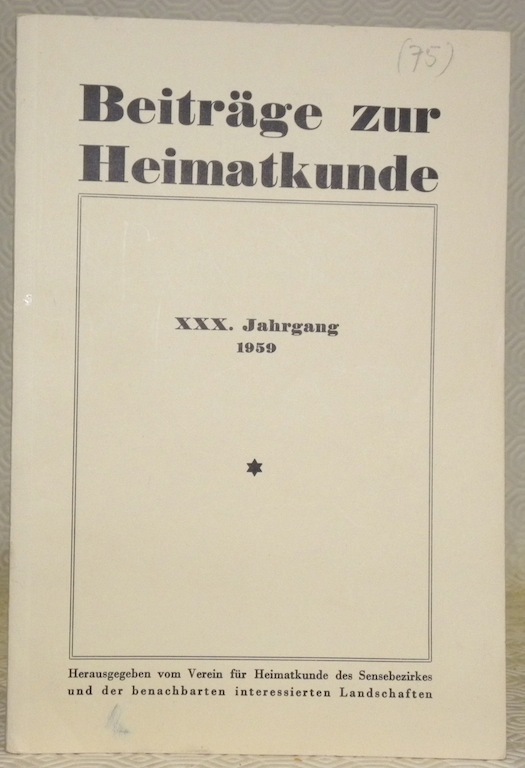 (75)
Beiträge zur
Heimatkunde
XXX. Jahrgang
1959
Herausgegeben vom Verein für Heimatkunde des Sensebezirkes
und der benachbarten interessierten Landschaften